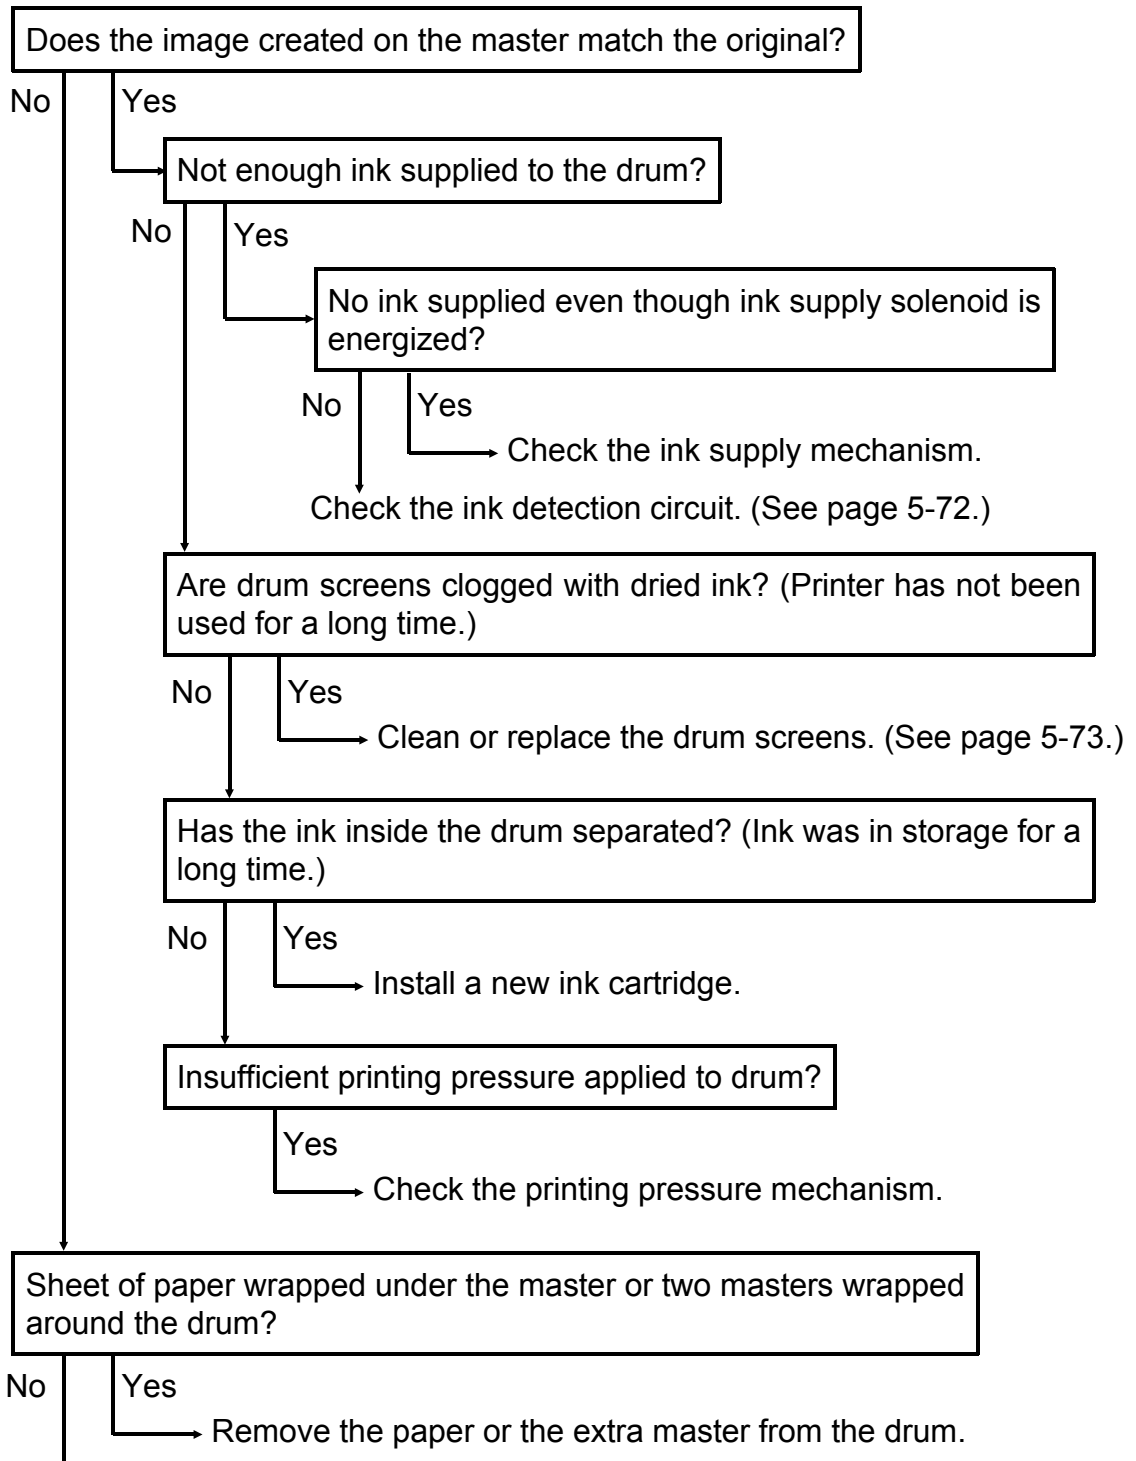 Does the image created on the master match the original?
No
Yes
Not enough ink supplied to the drum?
No
Yes
No ink supplied even though ink supply solenoid is
energized?
No
Yes
Check the ink supply mechanism.
Check the ink detection circuit. (See page 5-72.)
Are drum screens clogged with dried ink? (Printer has not been
used for a long time.)
No
Yes
Clean or replace the drum screens. (See page 5-73.)
Has the ink inside the drum separated? (Ink was in storage for a
long time.)
No
Yes
Install a new ink cartridge.
Insufficient printing pressure applied to drum?
Yes
Check the printing pressure mechanism.
Sheet of paper wrapped under the master or two masters wrapped
around the drum?
No
Yes
Remove the paper or the extra master from the drum.